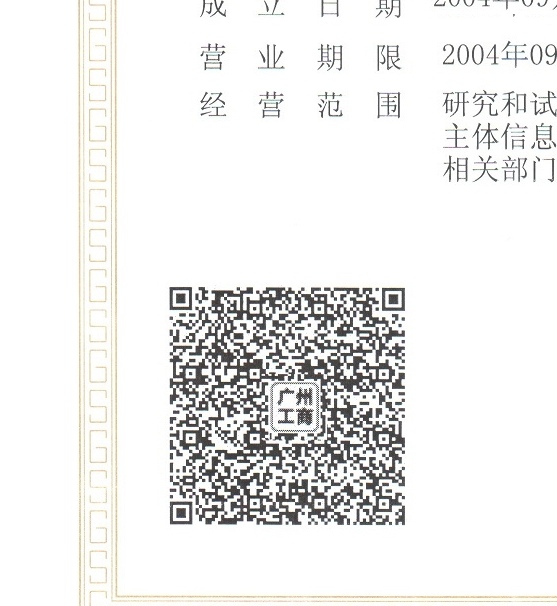 成立日期 2004年09
营业期限 2004年09
经营范围 研究和试
主体信息
相关部门
广州
工商